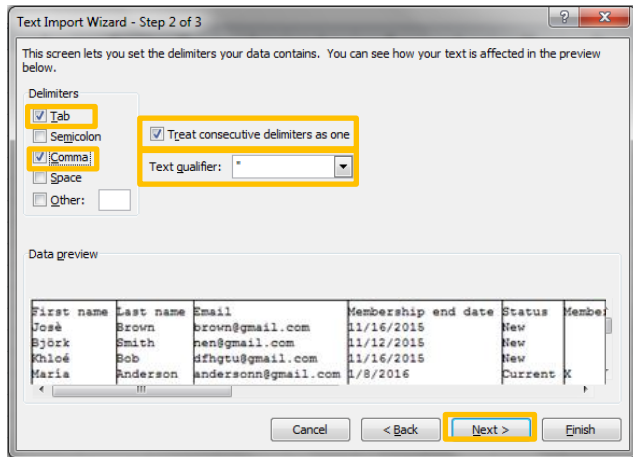 Text Import Wizard - Step 2 of 3
This screen lets you set the delimiters your data contains. You can see how your text is affected in the preview
below.
Delimiters
Tab
Semicolon
Comma
Space
Other:
Treat consecutive delimiters as one
Text qualifier: "
Data preview
First name Last name Email Membership end date Status Member
Josè Brown brown@gmail.com 11/16/2015 New
Björk Smith nen@gmail.com 11/12/2015 New
Khloé Bob dfhgtu@gmail.com 11/16/2015 New
María Anderson andersonn@gmail.com 1/8/2016 Current X
Cancel < Back Next > Finish